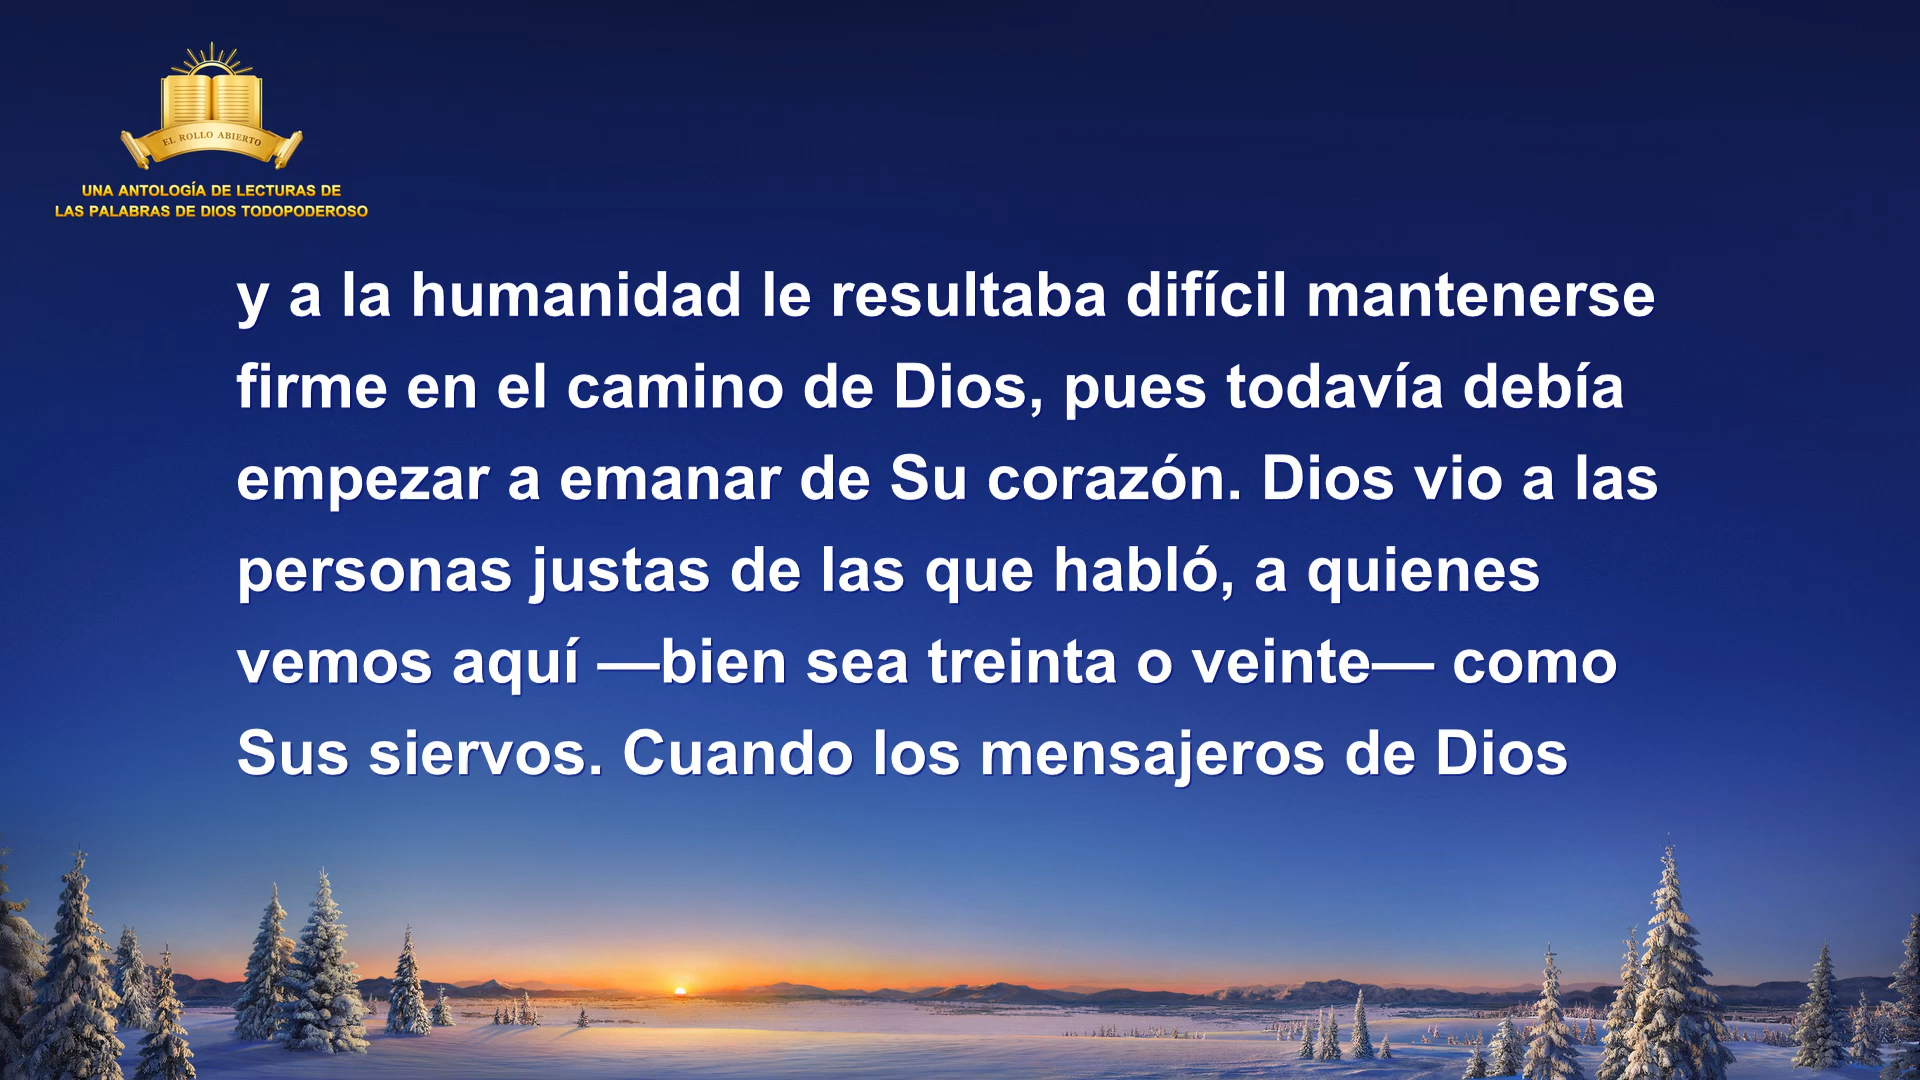 EL ROLLO ABIERTO
UNA ANTOLOGÍA DE LECTURAS DE
LAS PALABRAS DE DIOS TODOPODEROSO
y a la humanidad le resultaba difícil mantenerse
firme en el camino de Dios, pues todavía debía
empezar a emanar de Su corazón. Dios vio a las
personas justas de las que habló, a quienes
vemos aquí —bien sea treinta o veinte— como
Sus siervos. Cuando los mensajeros de Dios